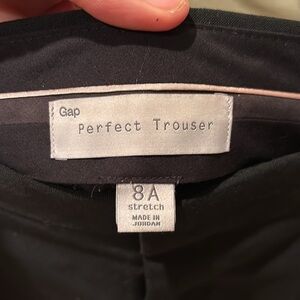 Gap
Perfect Trouser
8A
stretch
MADE IN
JORDAN